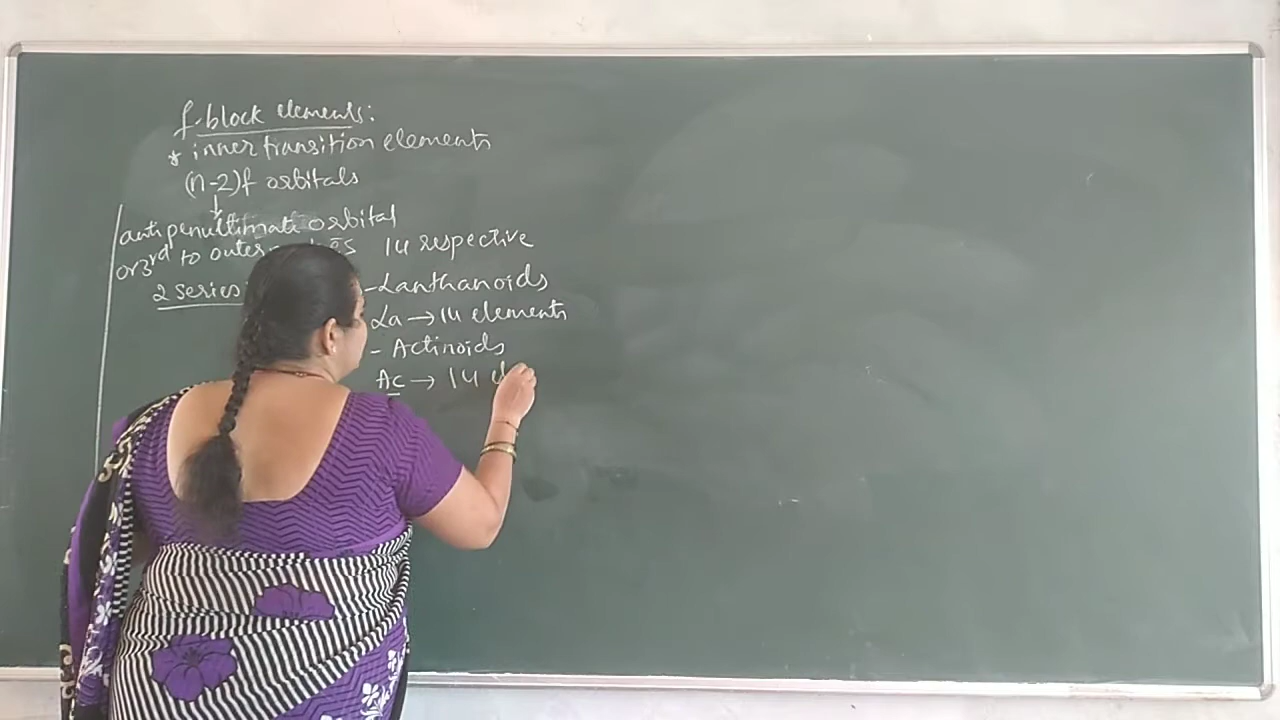 f-block elements:
* inner transition elements
(n-2)f orbitals
↓
anti penultimate orbital
or 3rd to outer
14 respective
2 series
- Lanthanoids
La → 14 elements
- Actinoids
Ac → 14